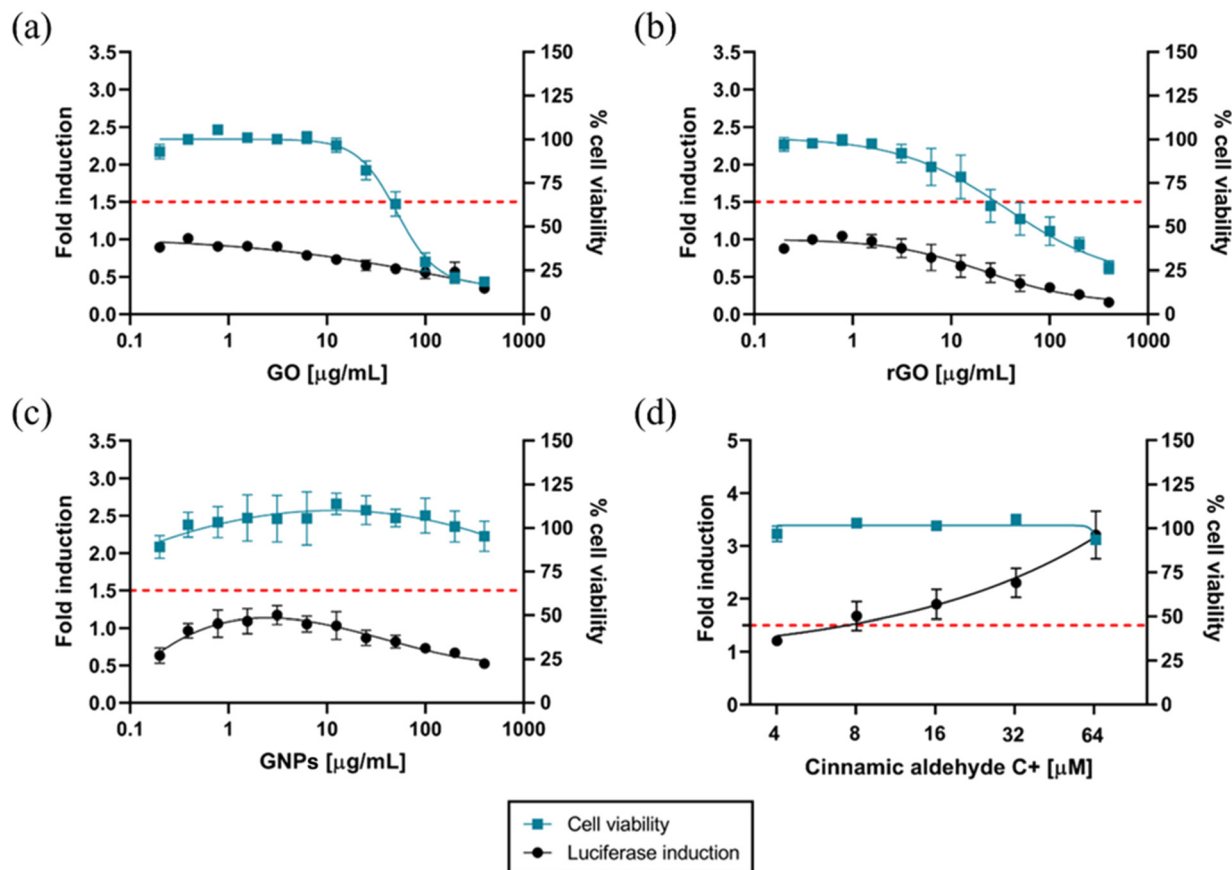 (a)
3.5
3.0
2.5
2.0
1.5
1.0
0.5
0.0
Fold induction
150
125
100
75
50
25
0
% cell viability
0.1 1 10 100 1000
GO [μg/mL]
(b)
3.5
3.0
2.5
2.0
1.5
1.0
0.5
0.0
Fold induction
150
125
100
75
50
25
0
% cell viability
0.1 1 10 100 1000
rGO [μg/mL]
(c)
3.5
3.0
2.5
2.0
1.5
1.0
0.5
0.0
Fold induction
150
125
100
75
50
25
0
% cell viability
0.1 1 10 100 1000
GNPs [μg/mL]
(d)
5
4
3
2
1
0
Fold induction
150
125
100
75
50
25
0
% cell viability
4 8 16 32 64
Cinnamic aldehyde C+ [μM]
Cell viability
Luciferase induction